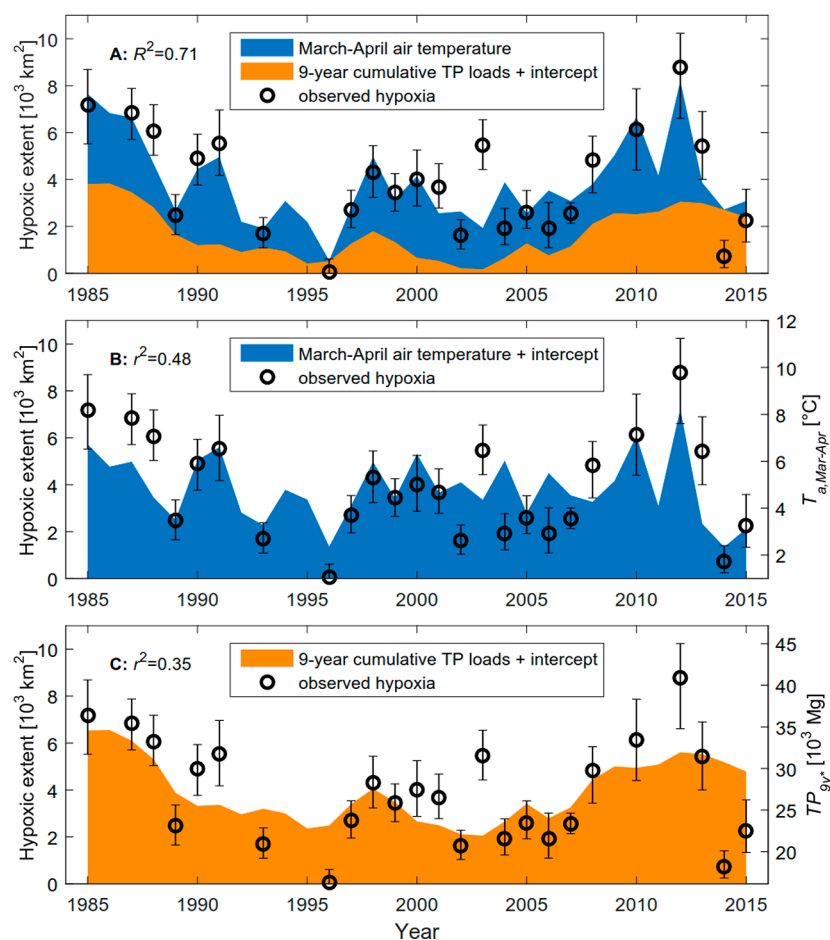 A: R²=0.71
March-April air temperature
9-year cumulative TP loads + intercept
observed hypoxia
Hypoxic extent [10³ km²]
10
8
6
4
2
0
1985 1990 1995 2000 2005 2010 2015
B: r²=0.48
March-April air temperature + intercept
observed hypoxia
Hypoxic extent [10³ km²]
10
8
6
4
2
0
12
10
8
6
4
2
Ta,Mar-Apr [°C]
1985 1990 1995 2000 2005 2010 2015
C: r²=0.35
9-year cumulative TP loads + intercept
observed hypoxia
Hypoxic extent [10³ km²]
10
8
6
4
2
0
45
40
35
30
25
20
TP9v* [10³ Mg]
1985 1990 1995 2000 2005 2010 2015
Year